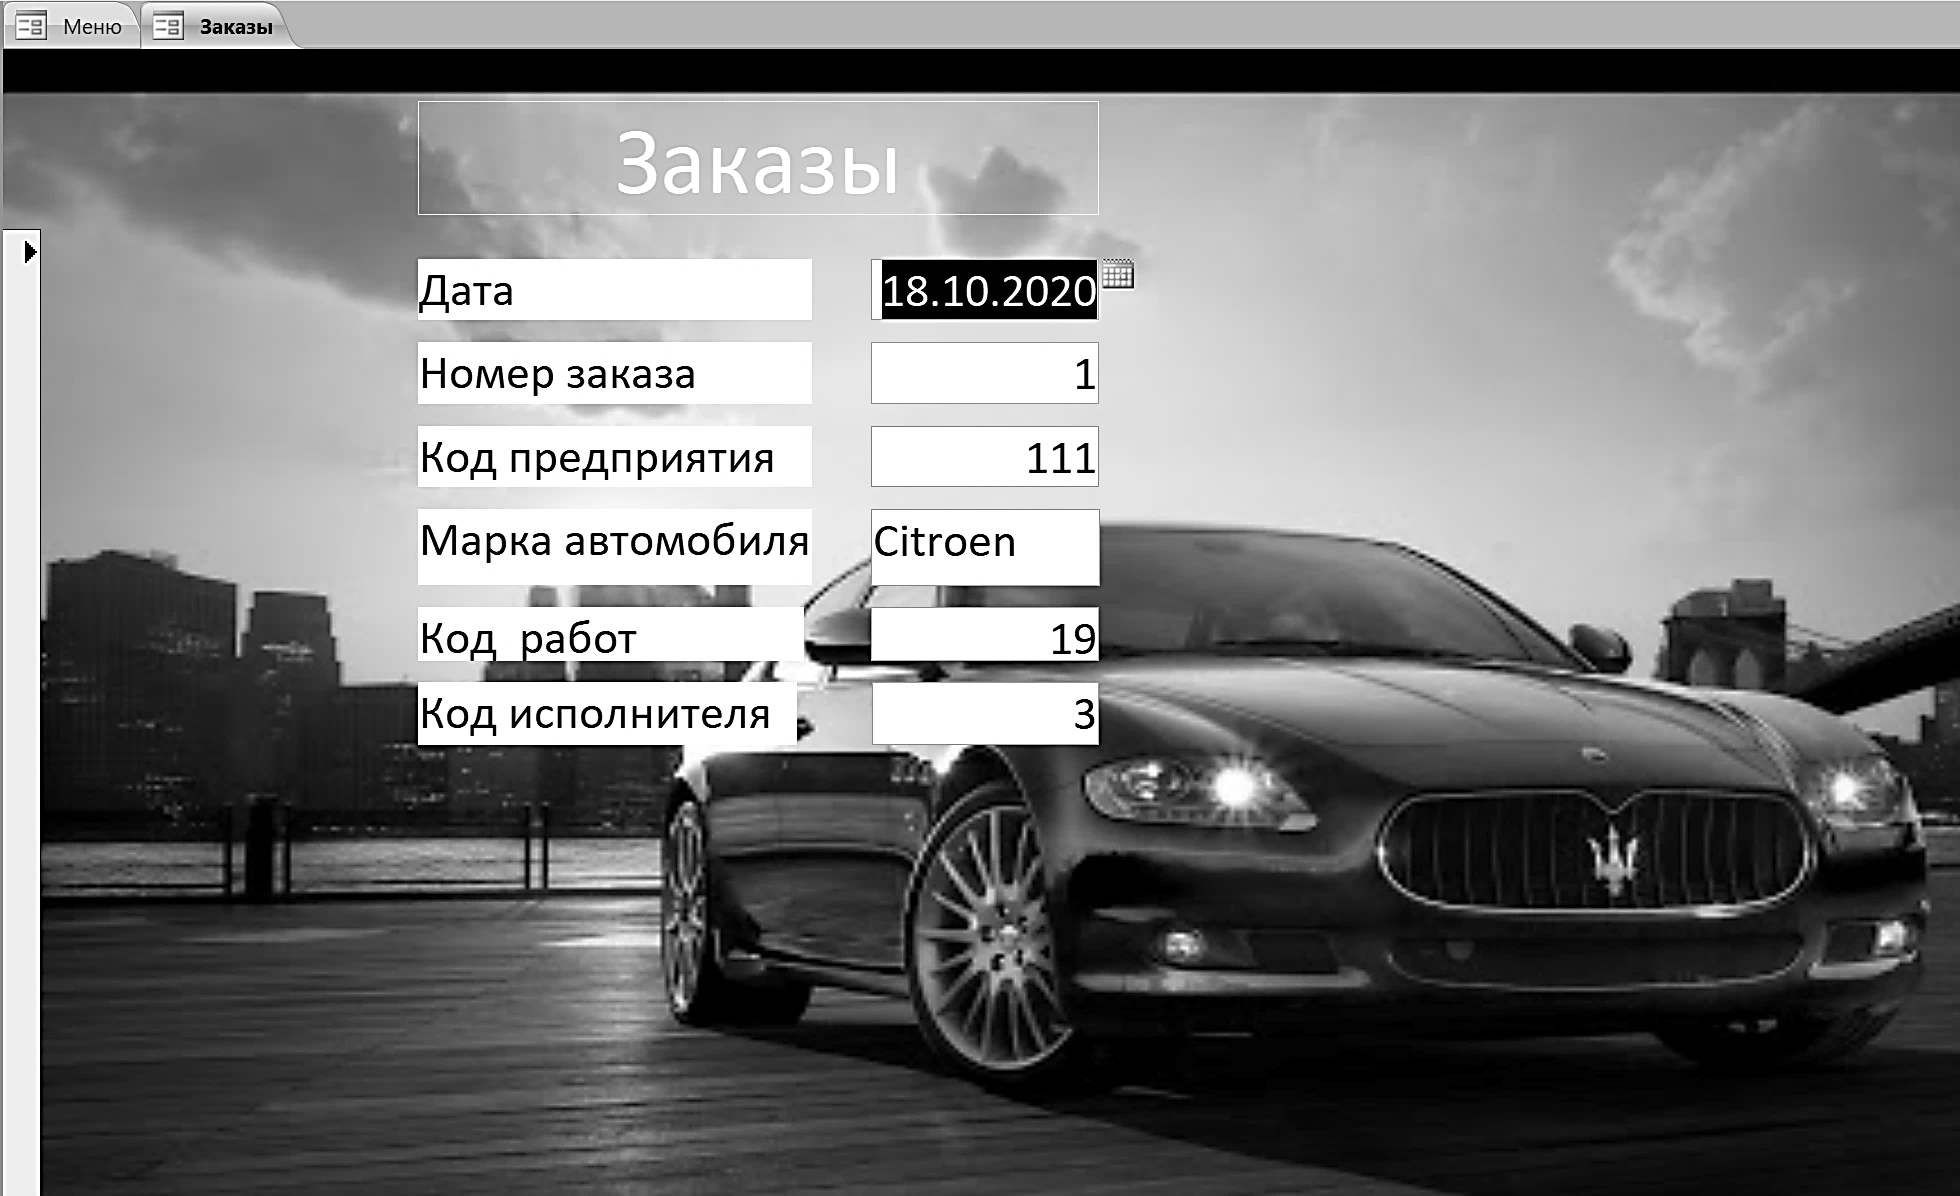 Меню Заказы
Заказы
Дата 18.10.2020
Номер заказа 1
Код предприятия 111
Марка автомобиля Citroen
Код  работ 19
Код исполнителя 3